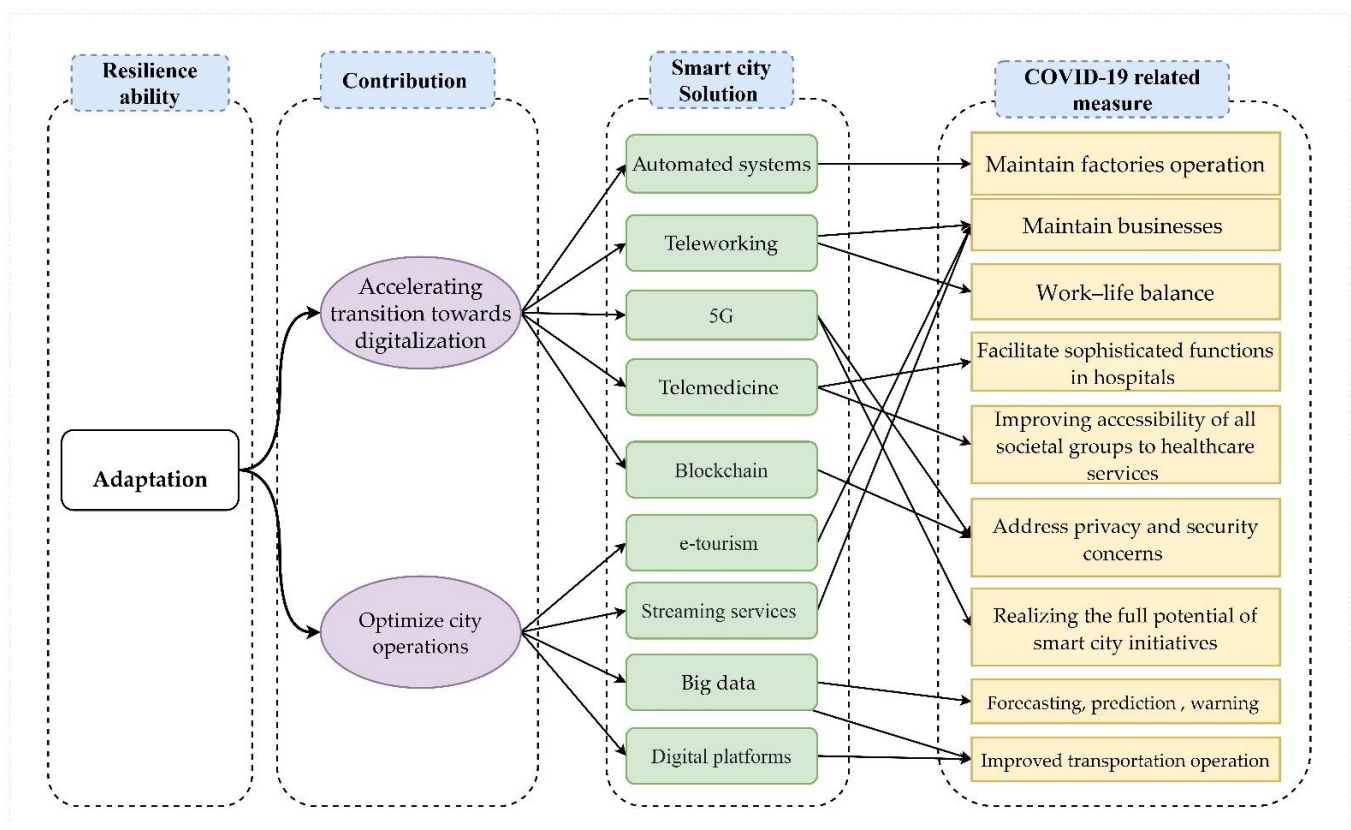 Resilience
ability
Contribution
Smart city
Solution
COVID-19 related
measure
Adaptation
Accelerating
transition towards
digitalization
Optimize city
operations
Automated systems
Teleworking
5G
Telemedicine
Blockchain
e-tourism
Streaming services
Big data
Digital platforms
Maintain factories operation
Maintain businesses
Work–life balance
Facilitate sophisticated functions
in hospitals
Improving accessibility of all
societal groups to healthcare
services
Address privacy and security
concerns
Realizing the full potential of
smart city initiatives
Forecasting, prediction , warning
Improved transportation operation